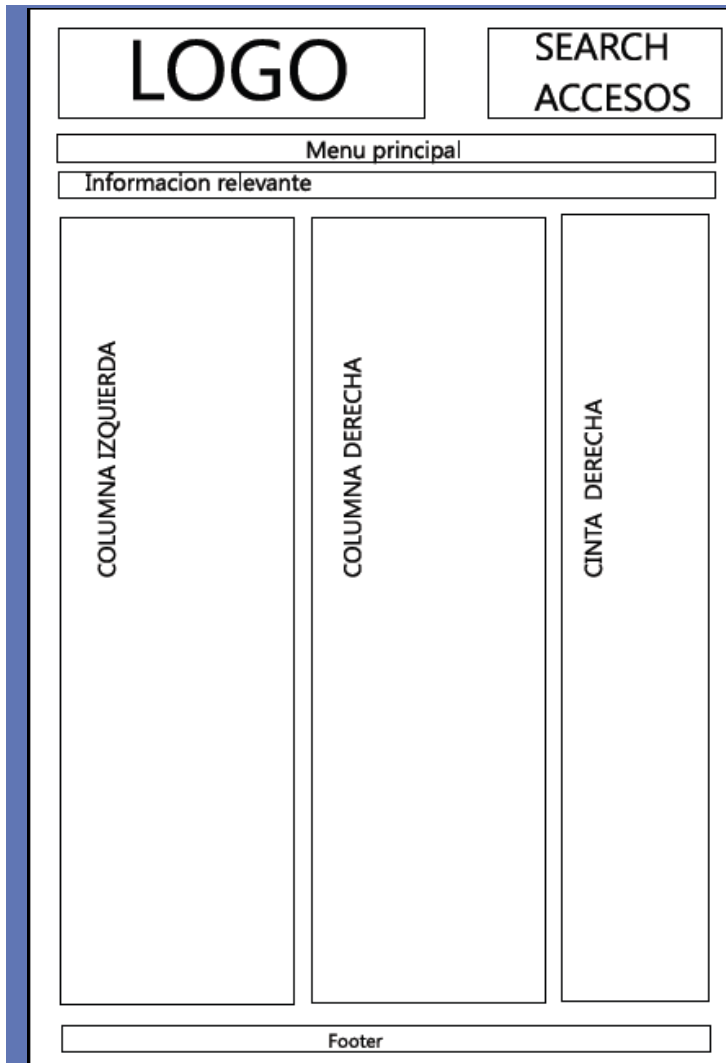 LOGO
SEARCH
ACCESOS
Menu principal
Informacion relevante
COLUMNA IZQUIERDA
COLUMNA DERECHA
CINTA DERECHA
Footer